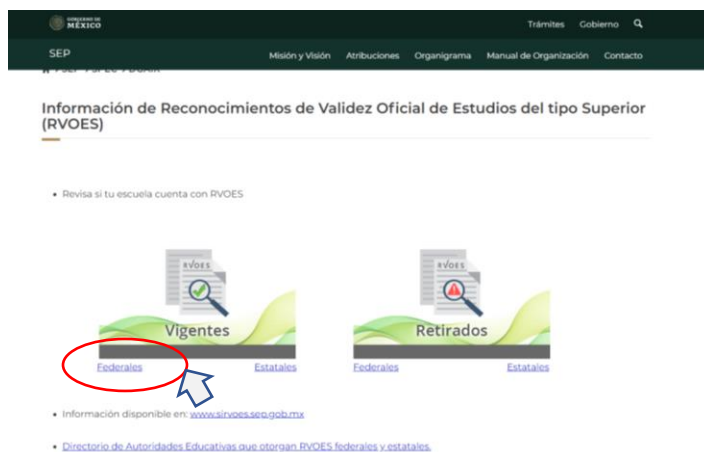 GOBIERNO DE
MÉXICO
Trámites Gobierno
SEP
Misión y Visión Atribuciones Organigrama Manual de Organización Contacto
Información de Reconocimientos de Validez Oficial de Estudios del tipo Superior
(RVOES)
• Revisa si tu escuela cuenta con RVOES
RVOES RVOES
Vigentes Retirados
Federales Estatales Federales Estatales
• Información disponible en: www.sirvoes.sep.gob.mx
• Directorio de Autoridades Educativas que otorgan RVOES federales y estatales.